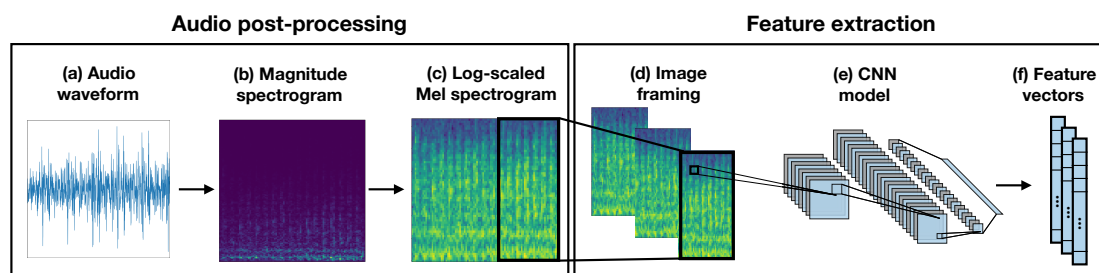 Audio post-processing
Feature extraction
(a) Audio
waveform
(b) Magnitude
spectrogram
(c) Log-scaled
Mel spectrogram
(d) Image
framing
(e) CNN
model
(f) Feature
vectors